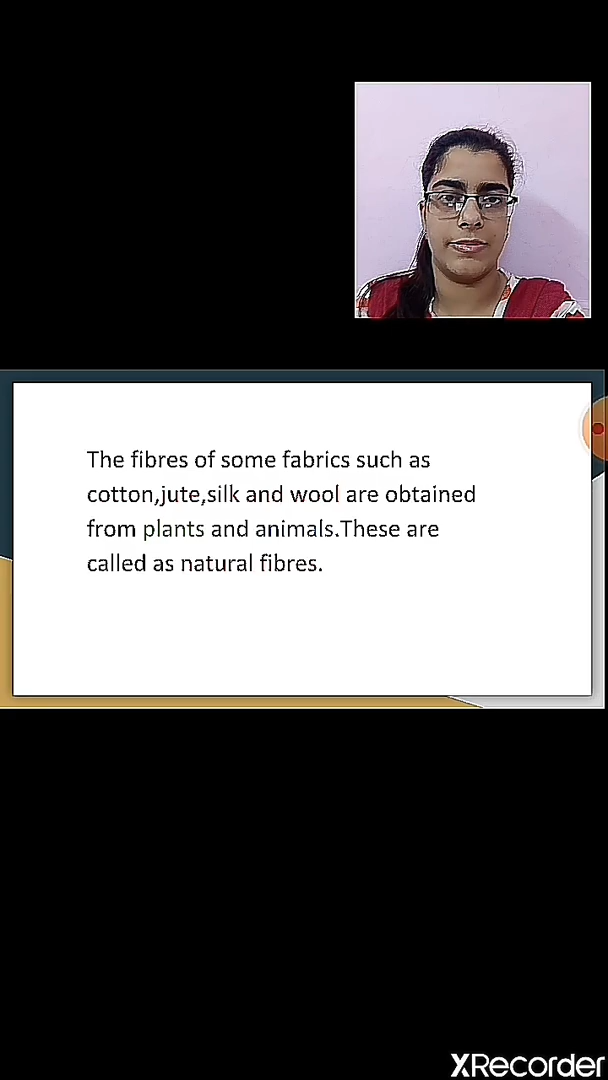 The fibres of some fabrics such as
cotton,jute,silk and wool are obtained
from plants and animals.These are
called as natural fibres.
XRecorder